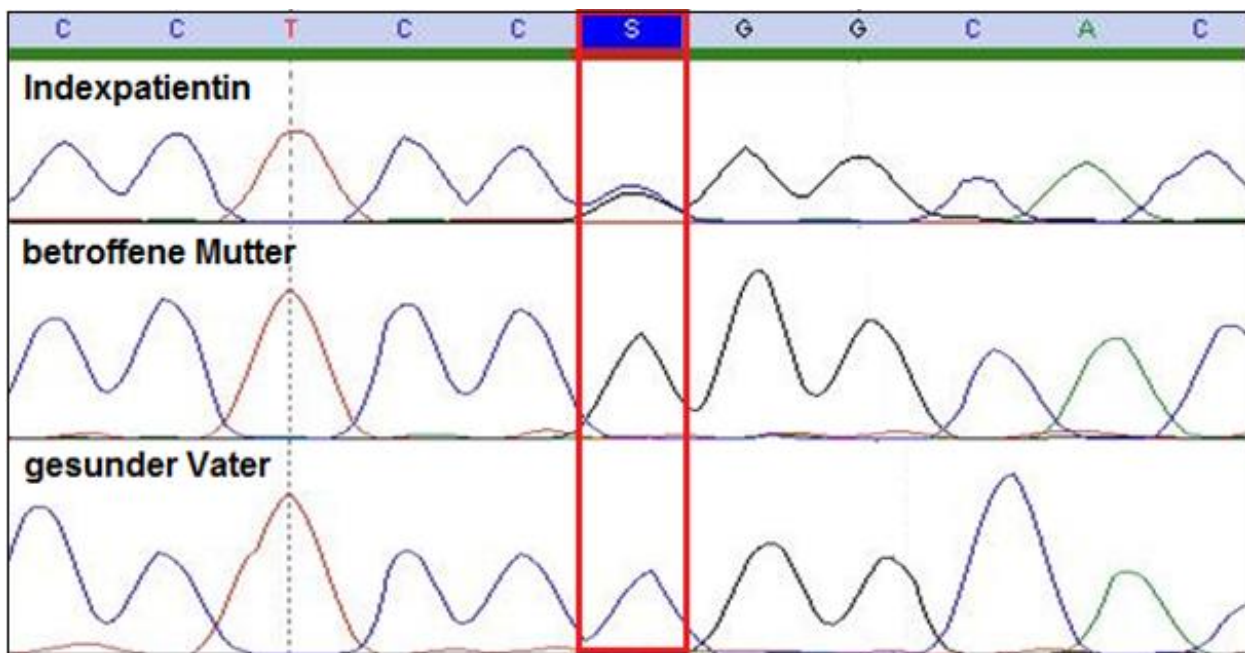 C C T C C S G G C A C
Indexpatientin
betroffene Mutter
gesunder Vater